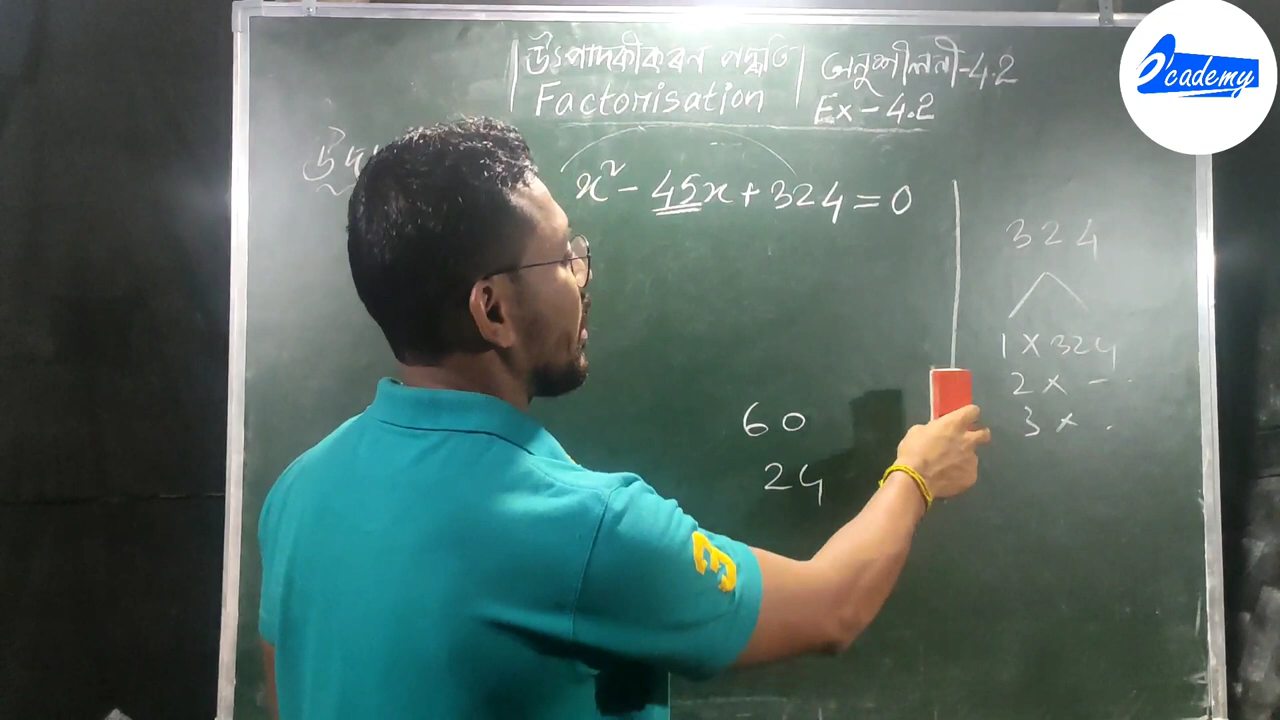 উৎপাদকীকৰণ পদ্ধতি
Factorisation
অনুশীলনী-4.2
Ex - 4.2
x² - 45x + 324 = 0
324
1 x 324
2 x -..
3 x .
60
24
e'cademy
3